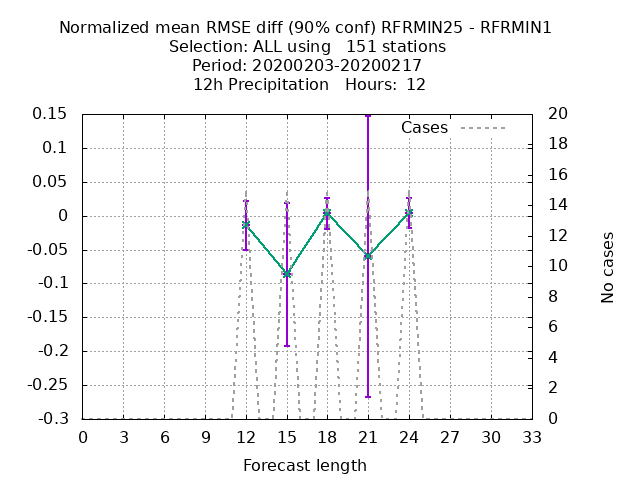 Normalized mean RMSE diff (90% conf) RFRMIN25 - RFRMIN1
Selection: ALL using 151 stations
Period: 20200203-20200217
12h Precipitation Hours: 12
Cases
0.15
0.1
0.05
0
-0.05
-0.1
-0.15
-0.2
-0.25
-0.3
20
18
16
14
12
10
8
6
4
2
0
No cases
0 3 6 9 12 15 18 21 24 27 30 33
Forecast length